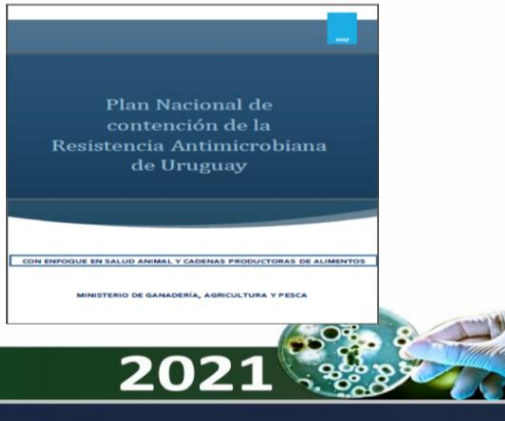 Plan Nacional de
contención de la
Resistencia Antimicrobiana
de Uruguay
CON ENFOQUE EN SALUD ANIMAL Y CADENAS PRODUCTORAS DE ALIMENTOS
MINISTERIO DE GANADERÍA, AGRICULTURA Y PESCA
2021